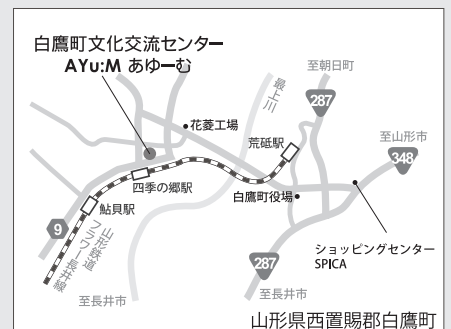 白鷹町文化交流センター
AYu:M あゆーむ
至朝日町
287
最上川
花菱工場
荒砥駅
至山形市
348
四季の郷駅
白鷹町役場
鮎貝駅
9
山形鉄道
フラワー長井線
ショッピングセンター
SPICA
287
至長井市
至長井市
山形県西置賜郡白鷹町